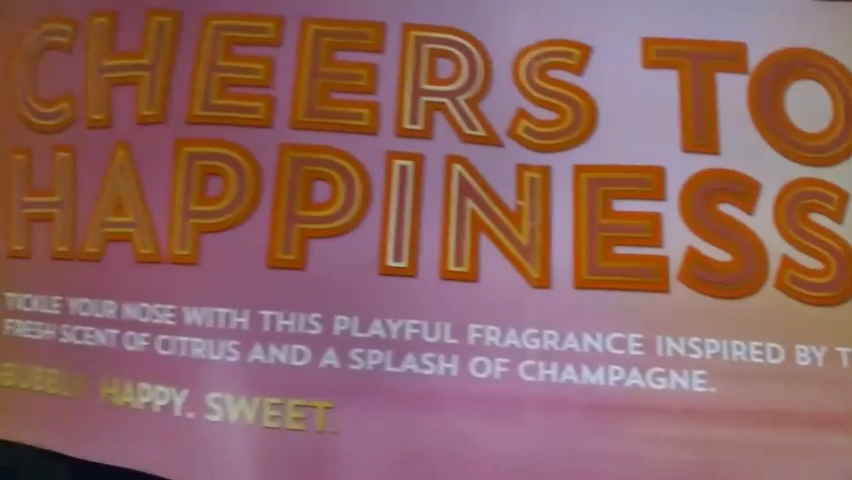 CHEERS TO
HAPPINESS
TICKLE YOUR NOSE WITH THIS PLAYFUL FRAGRANCE INSPIRED BY T
FRESH SCENT OF CITRUS AND A SPLASH OF CHAMPAGNE.
BUBBLY. HAPPY. SWEET.